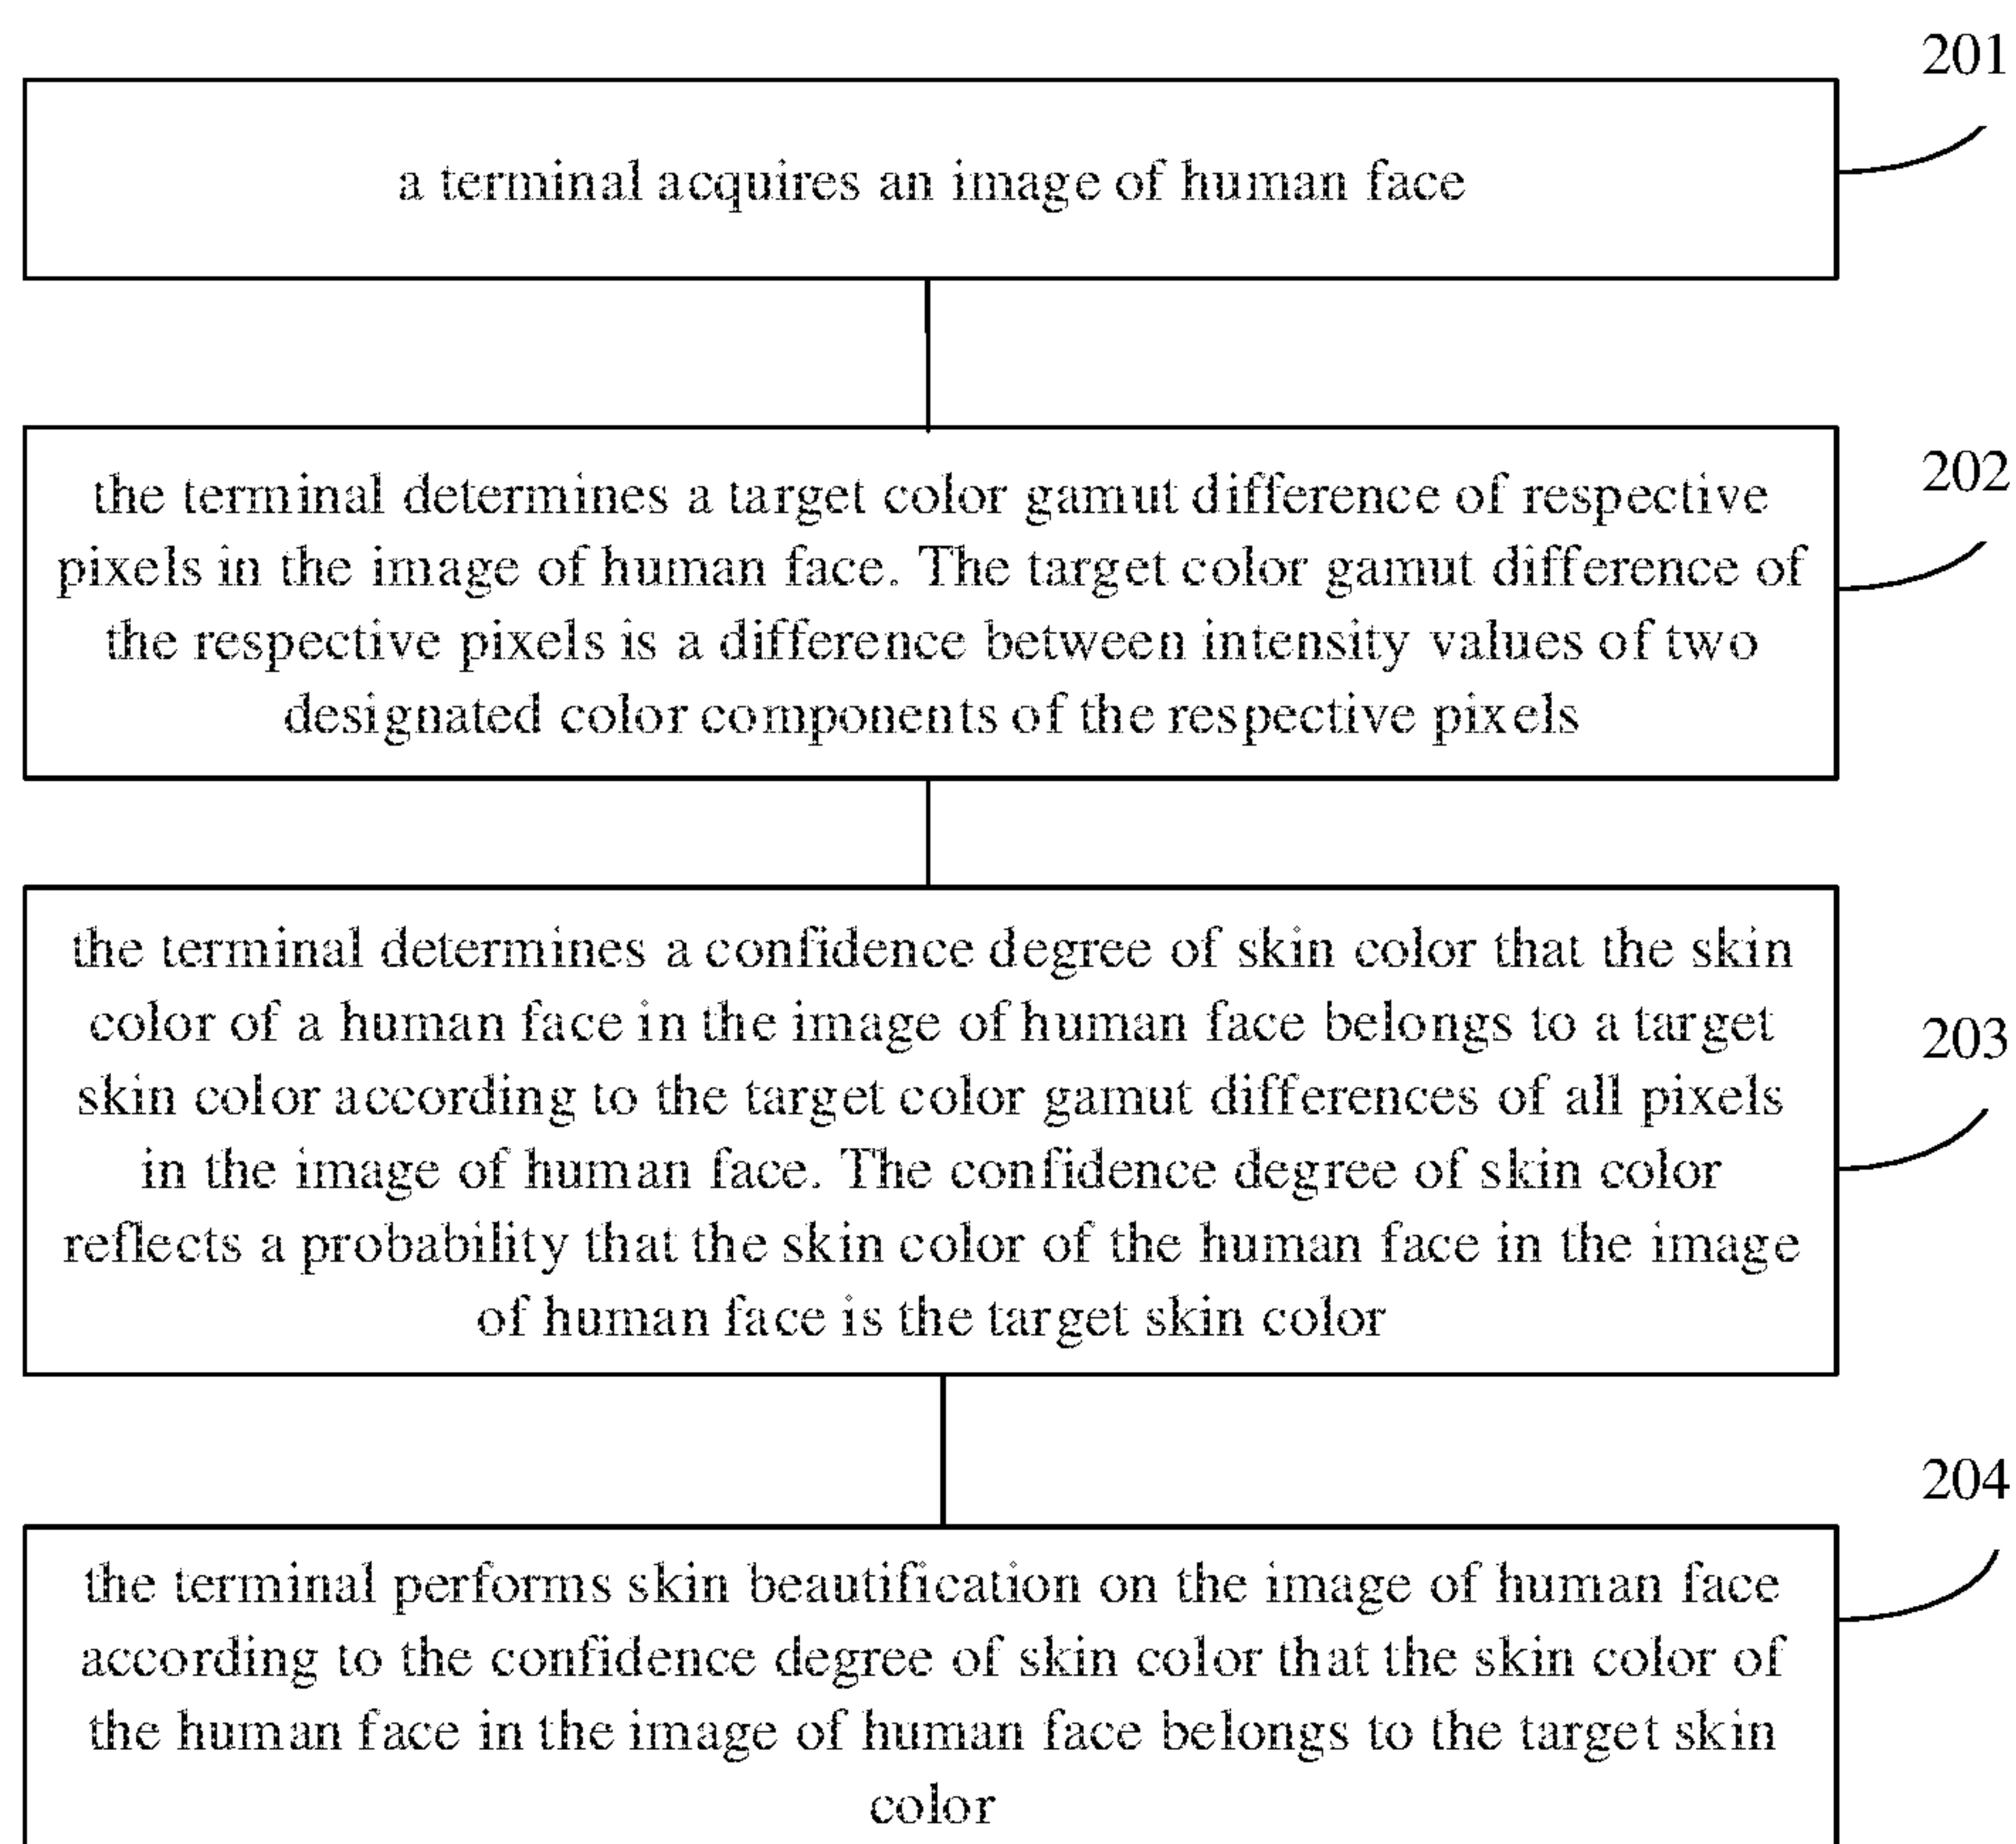 201
a terminal acquires an image of human face
202
the terminal determines a target color gamut difference of respective
pixels in the image of human face. The target color gamut difference of
the respective pixels is a difference between intensity values of two
designated color components of the respective pixels
the terminal determines a confidence degree of skin color that the skin
color of a human face in the image of human face belongs to a target
skin color according to the target color gamut differences of all pixels
in the image of human face. The confidence degree of skin color
reflects a probability that the skin color of the human face in the image
of human face is the target skin color
203
204
the terminal performs skin beautification on the image of human face
according to the confidence degree of skin color that the skin color of
the human face in the image of human face belongs to the target skin
color